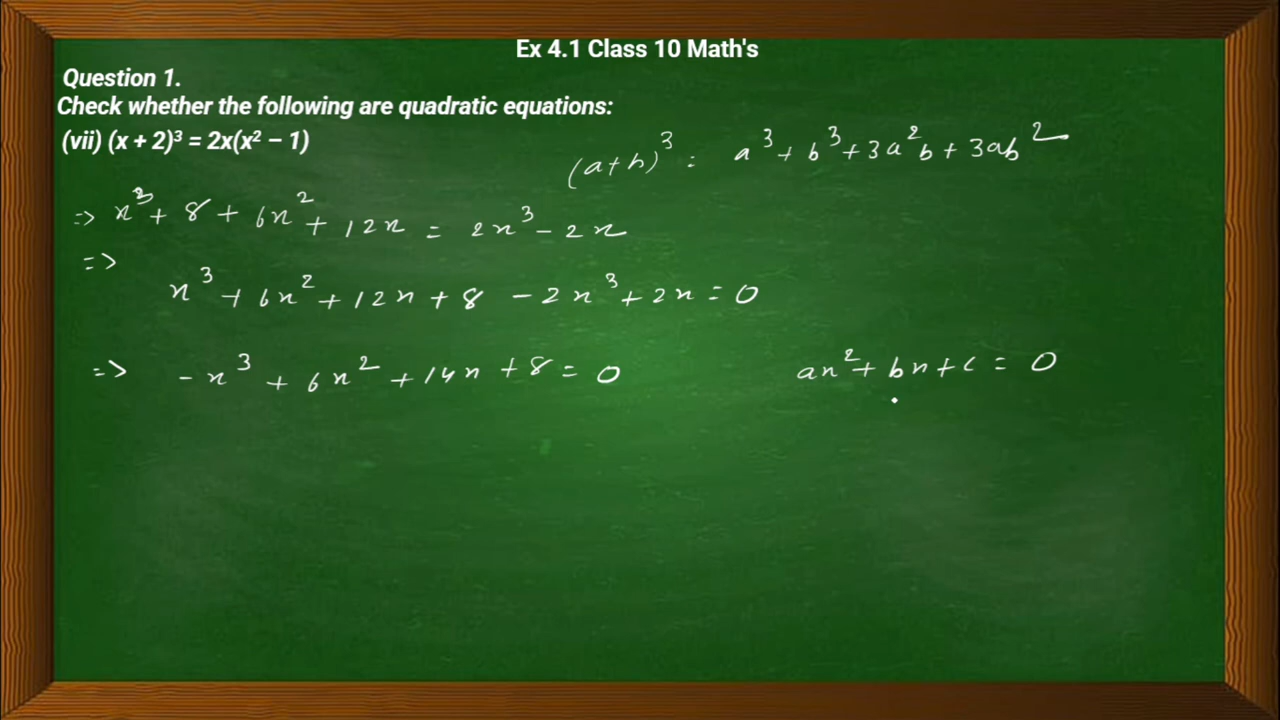 Ex 4.1 Class 10 Math's
Question 1.
Check whether the following are quadratic equations:
(vii) (x + 2)³ = 2x(x² – 1)
(a+b)³ = a³ + b³ + 3a²b + 3ab²
=> x³ + 8 + 6x² + 12x = 2x³ – 2x
=>
x³ + 6x² + 12x + 8 – 2x³ + 2x = 0
=> – x³ + 6x² + 14x + 8 = 0
ax² + bx + c = 0